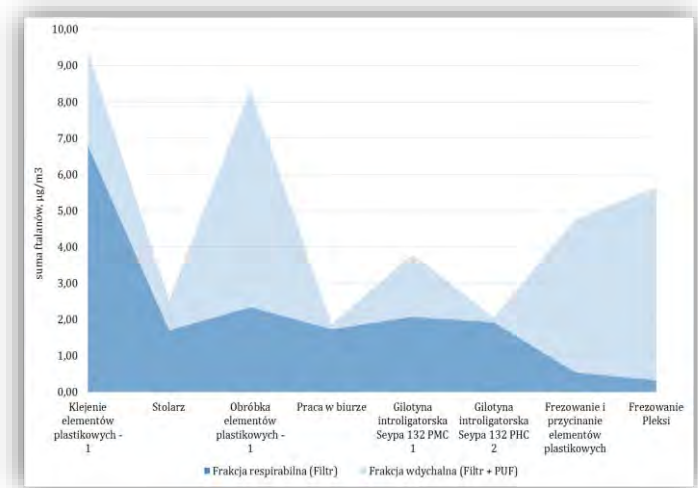 10,00
9,00
8,00
7,00
6,00
5,00
4,00
3,00
2,00
1,00
0,00
suma ftalanów, µg/m3
Klejenie
elementów
plastikowych -
1
Stolarz
Obróbka
elementów
plastikowych -
1
Praca w biurze
Gilotyna
introligatorska
Seypa 132 PMC
1
Gilotyna
introligatorska
Seypa 132 PHC
2
Frezowanie i
przycinanie
elementów
plastikowych
Frezowanie
Pleksi
Frakcja respirabilna (Filtr)
Frakcja wdychalna (Filtr + PUF)